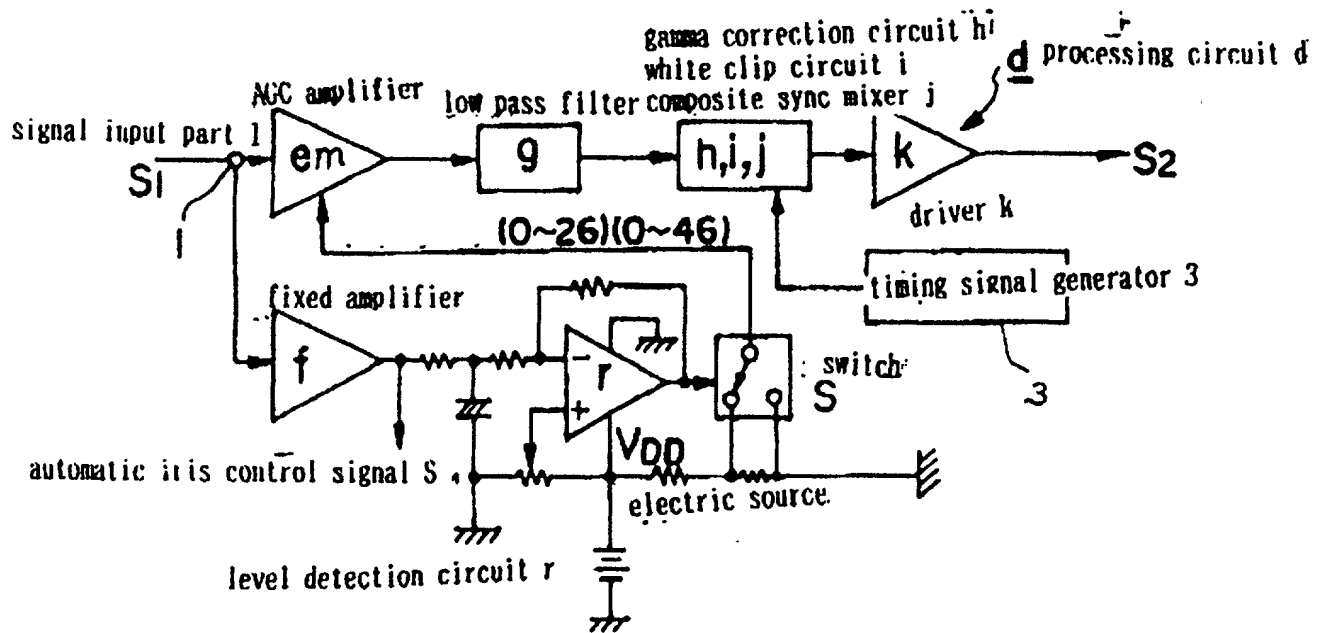 gamma correction circuit h
white clip circuit i
processing circuit d
d
AGC amplifier
low pass filter
composite sync mixer j
signal input part 1
em
g
h,i,j
k
S1
S2
1
driver k
(0~26)(0~46)
timing signal generator 3
fixed amplifier
f
r
switch
S
3
VDD
automatic iris control signal S
electric source
level detection circuit r